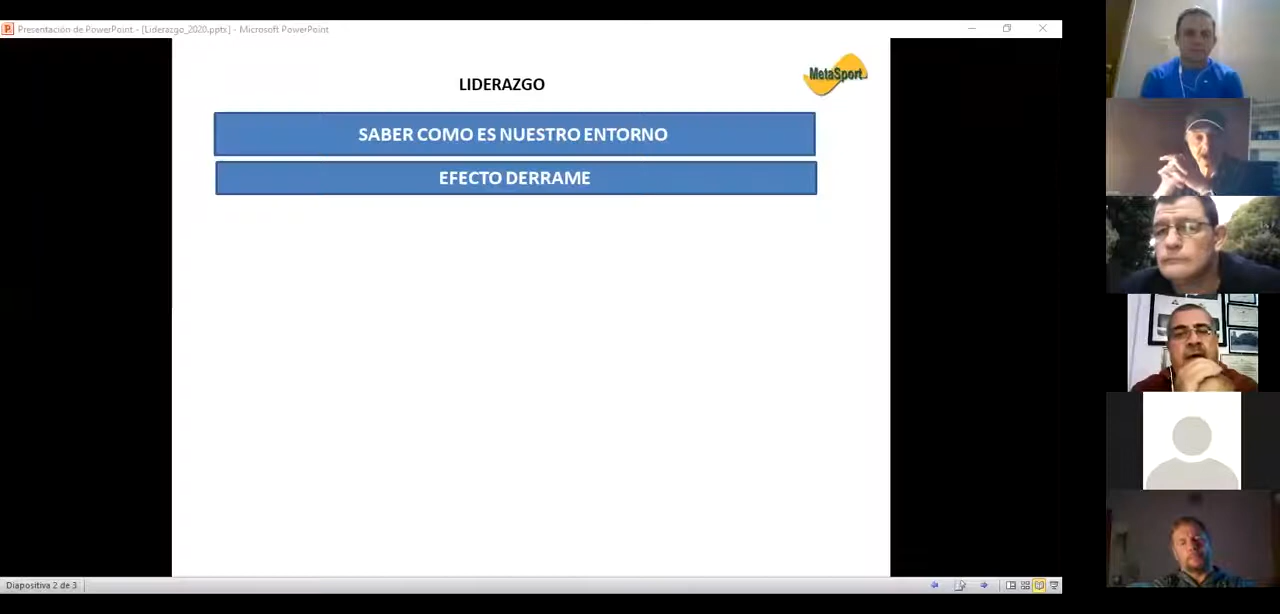 Presentación de PowerPoint - [Liderazgo_2020.pptx] - Microsoft PowerPoint
LIDERAZGO
MetaSport
SABER COMO ES NUESTRO ENTORNO
EFECTO DERRAME
Diapositiva 2 de 3